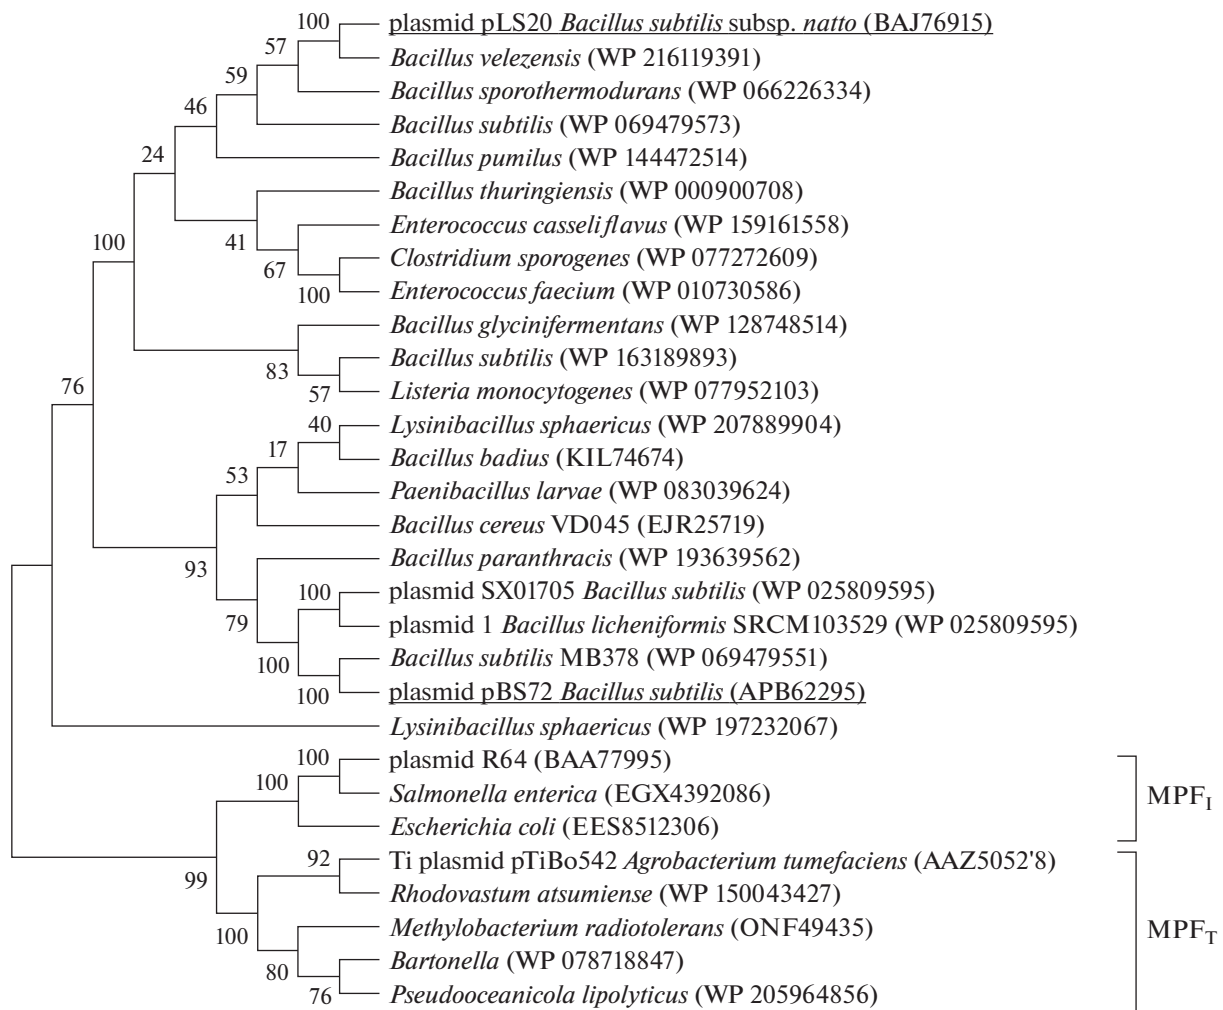 100 plasmid pLS20 Bacillus subtilis subsp. natto (BAJ76915)
57 Bacillus velezensis (WP 216119391)
59 Bacillus sporothermodurans (WP 066226334)
46 Bacillus subtilis (WP 069479573)
24 Bacillus pumilus (WP 144472514)
Bacillus thuringiensis (WP 000900708)
100 41 Enterococcus casseliflavus (WP 159161558)
67 Clostridium sporogenes (WP 077272609)
100 Enterococcus faecium (WP 010730586)
Bacillus glycinifermentans (WP 128748514)
83 Bacillus subtilis (WP 163189893)
76 57 Listeria monocytogenes (WP 077952103)
40 Lysinibacillus sphaericus (WP 207889904)
17 Bacillus badius (KIL74674)
53 Paenibacillus larvae (WP 083039624)
Bacillus cereus VD045 (EJR25719)
93 Bacillus paranthracis (WP 193639562)
100 plasmid SX01705 Bacillus subtilis (WP 025809595)
79 plasmid 1 Bacillus licheniformis SRCM103529 (WP 025809595)
100 Bacillus subtilis MB378 (WP 069479551)
100 plasmid pBS72 Bacillus subtilis (APB62295)
Lysinibacillus sphaericus (WP 197232067)
100 plasmid R64 (BAA77995)
100 Salmonella enterica (EGX4392086)
MPFI
Escherichia coli (EES8512306)
92 Ti plasmid pTiBo542 Agrobacterium tumefaciens (AAZ5052'8)
99 Rhodovastum atsumiense (WP 150043427)
100 Methylobacterium radiotolerans (ONF49435)
MPFT
80 Bartonella (WP 078718847)
76 Pseudooceanicola lipolyticus (WP 205964856)